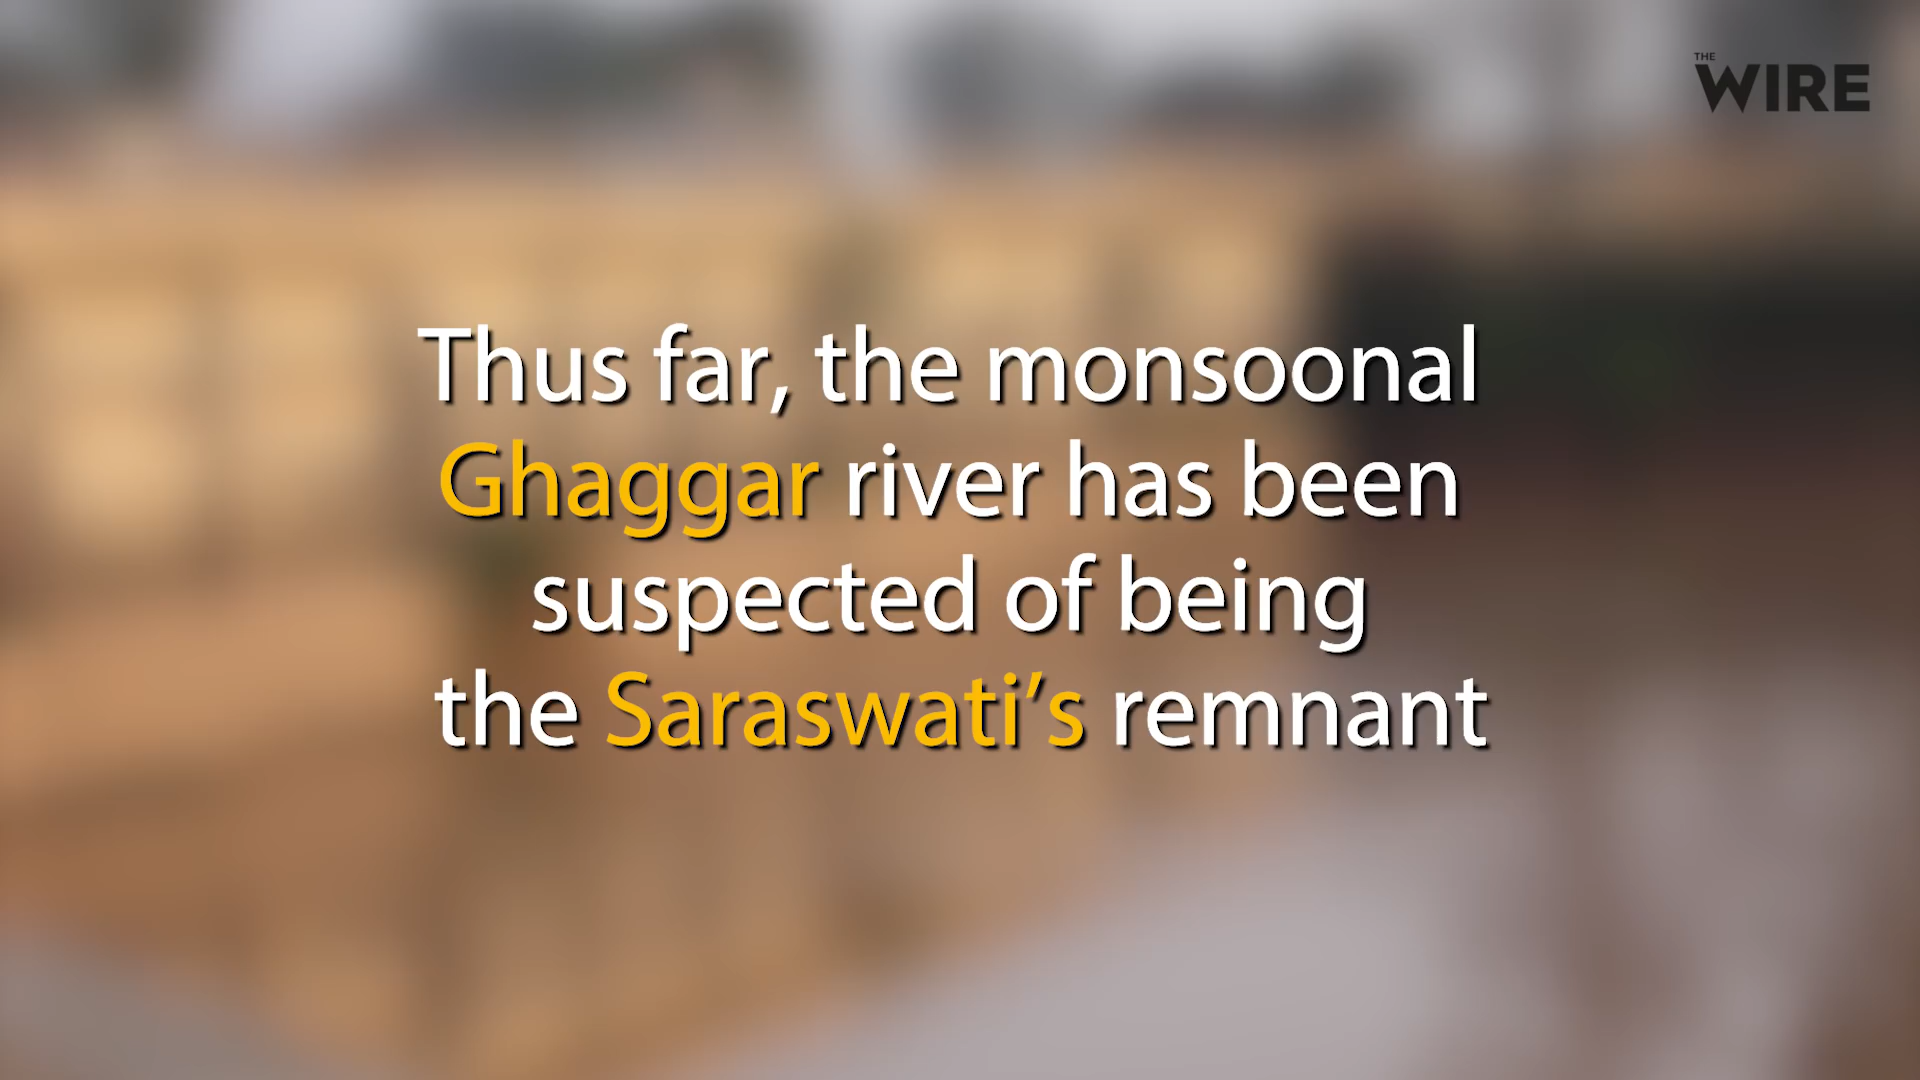 THE
WIRE
Thus far, the monsoonal
Ghaggar river has been
suspected of being
the Saraswati’s remnant